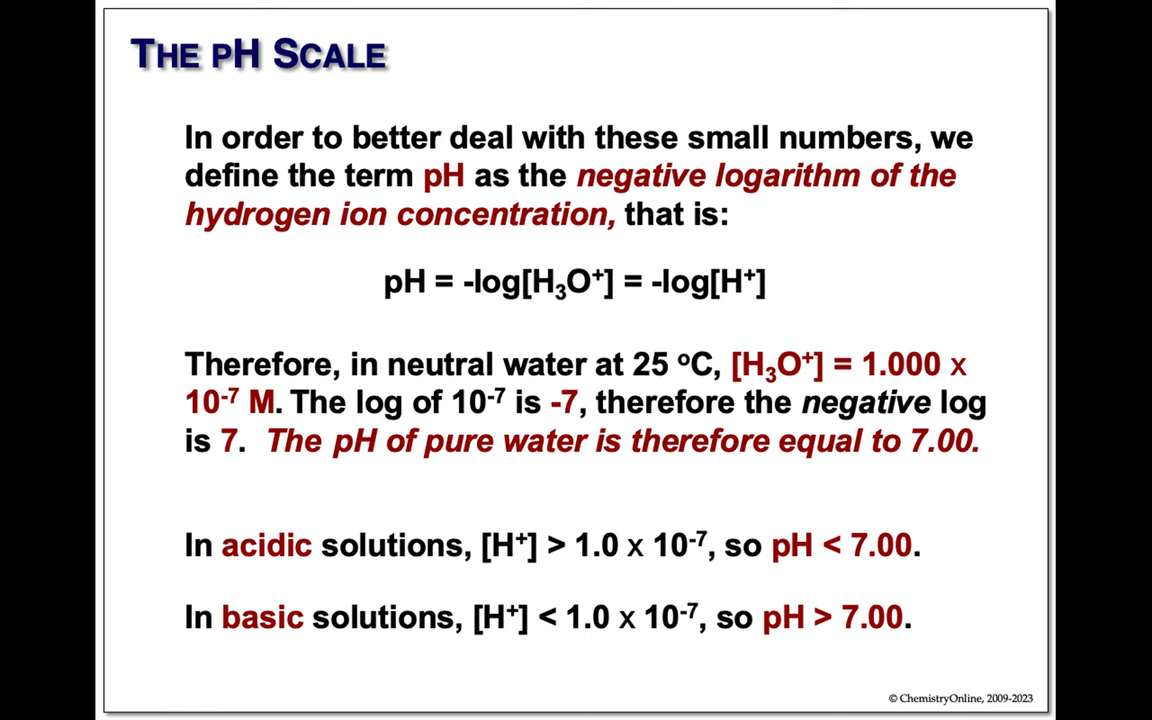 THE PH SCALE
In order to better deal with these small numbers, we
define the term pH as the negative logarithm of the
hydrogen ion concentration, that is:
pH = -log[H₃O⁺] = -log[H⁺]
Therefore, in neutral water at 25 ºC, [H₃O⁺] = 1.000 x
10⁻⁷ M. The log of 10⁻⁷ is -7, therefore the negative log
is 7. The pH of pure water is therefore equal to 7.00.
In acidic solutions, [H⁺] > 1.0 x 10⁻⁷, so pH < 7.00.
In basic solutions, [H⁺] < 1.0 x 10⁻⁷, so pH > 7.00.
© ChemistryOnline, 2009-2023